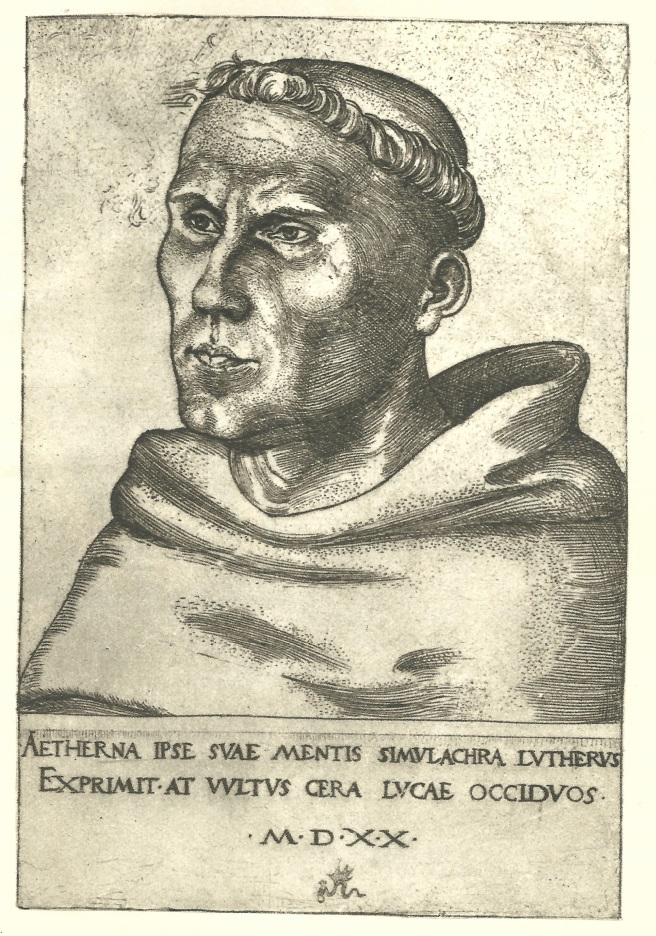 AETHERNA IPSE SVAE MENTIS SIMVLACHRA LVTHERVS
EXPRIMIT·AT VVLTVS CERA LVCAE OCCIDVOS·
·M·D·X·X·